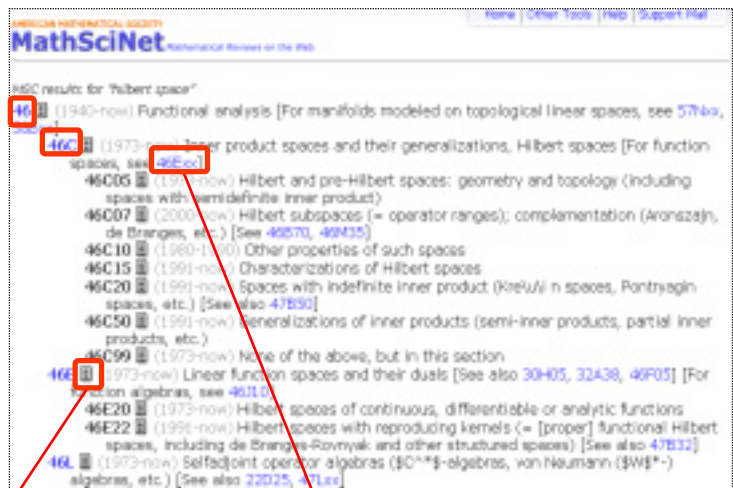 AMERICAN MATHEMATICAL SOCIETY
Home | Other Tools | Help | Support Mail
MathSciNet Mathematical Reviews on the Web
MSC results for "hilbert space"
46 (1940-now) Functional analysis [For manifolds modeled on topological linear spaces, see 57Nxx,
46C (1973-now) Inner product spaces and their generalizations, Hilbert spaces [For function
spaces, see 46Exx]
46C05 (1973-now) Hilbert and pre-Hilbert spaces: geometry and topology (including
spaces with semidefinite inner product)
46C07 (2000-now) Hilbert subspaces (= operator ranges); complementation (Aronszajn,
de Branges, etc.) [See 46B70, 46M35]
46C10 (1980-1990) Other properties of such spaces
46C15 (1991-now) Characterizations of Hilbert spaces
46C20 (1991-now) Spaces with indefinite inner product (Kre\u\i n spaces, Pontryagin
spaces, etc.) [See also 47B50]
46C50 (1991-now) Generalizations of inner products (semi-inner products, partial inner
products, etc.)
46C99 (1973-now) None of the above, but in this section
46E (1973-now) Linear function spaces and their duals [See also 30H05, 32A38, 46F05] [For
function algebras, see 46J10]
46E20 (1973-now) Hilbert spaces of continuous, differentiable or analytic functions
46E22 (1991-now) Hilbert spaces with reproducing kernels (= [proper] functional Hilbert
spaces, including de Branges-Rovnyak and other structured spaces) [See also 47B32]
46L (1973-now) Selfadjoint operator algebras ($C^*$-algebras, von Neumann ($W$*-)
algebras, etc.) [See also 22D25, 47Lxx]